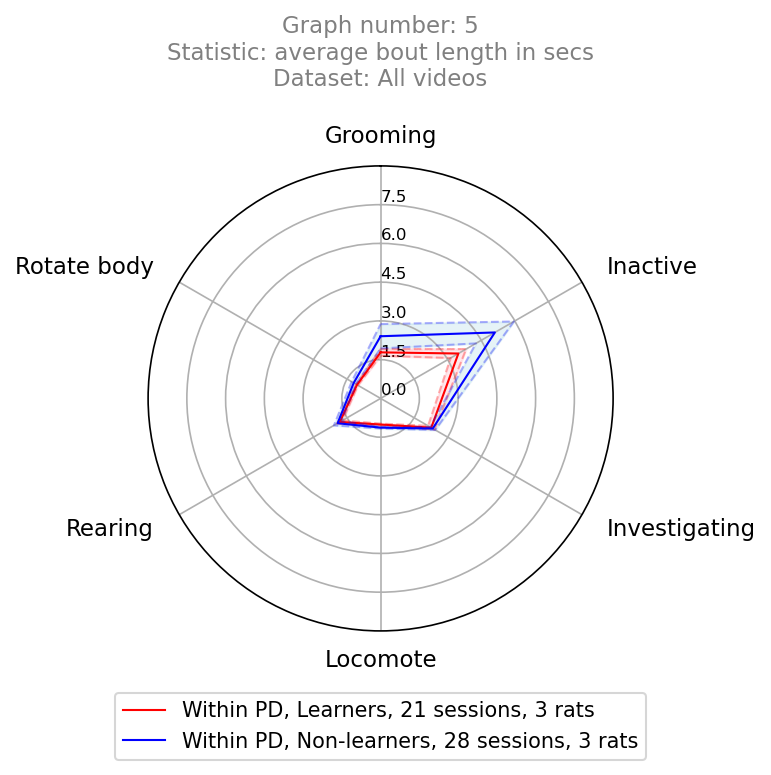 Graph number: 5
Statistic: average bout length in secs
Dataset: All videos
Grooming
7.5
6.0
Rotate body
Inactive
4.5
3.0
1.5
0.0
Rearing
Investigating
Locomote
Within PD, Learners, 21 sessions, 3 rats
Within PD, Non-learners, 28 sessions, 3 rats